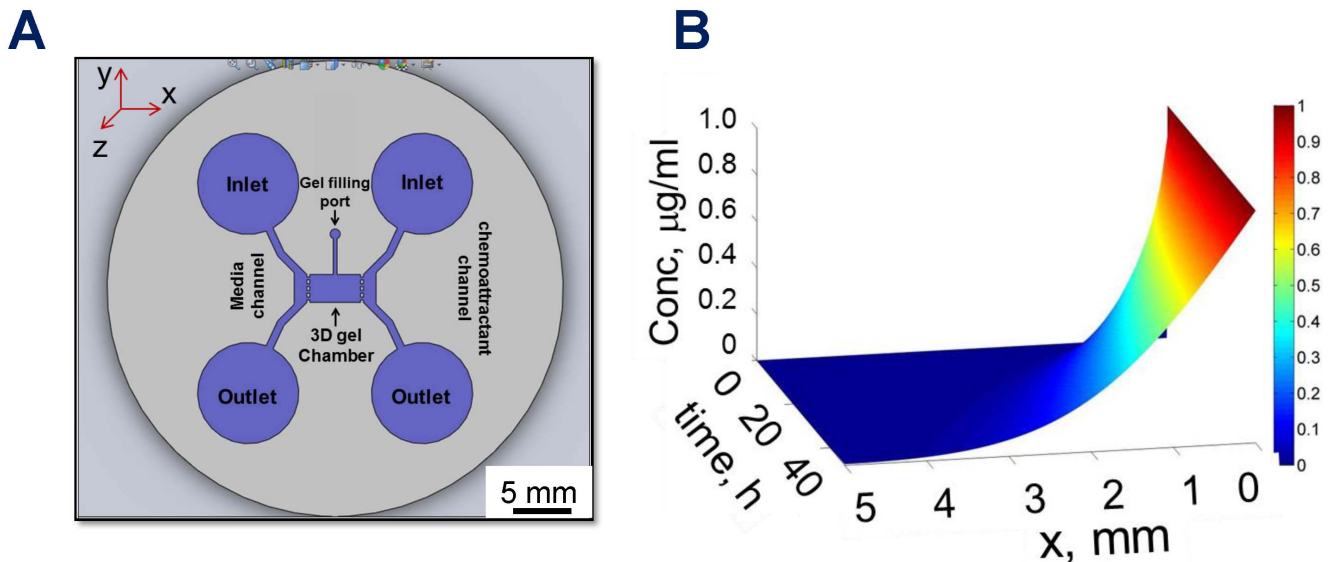 A
y
x
z
Inlet
Inlet
Gel filling
port
Media
channel
chemoattractant
channel
3D gel
Chamber
Outlet
Outlet
5 mm
B
Conc, μg/ml
1.0
0.8
0.6
0.4
0.2
0
0
20
40
time, h
5
4
3
2
1
0
x, mm
1
0.9
0.8
0.7
0.6
0.5
0.4
0.3
0.2
0.1
0